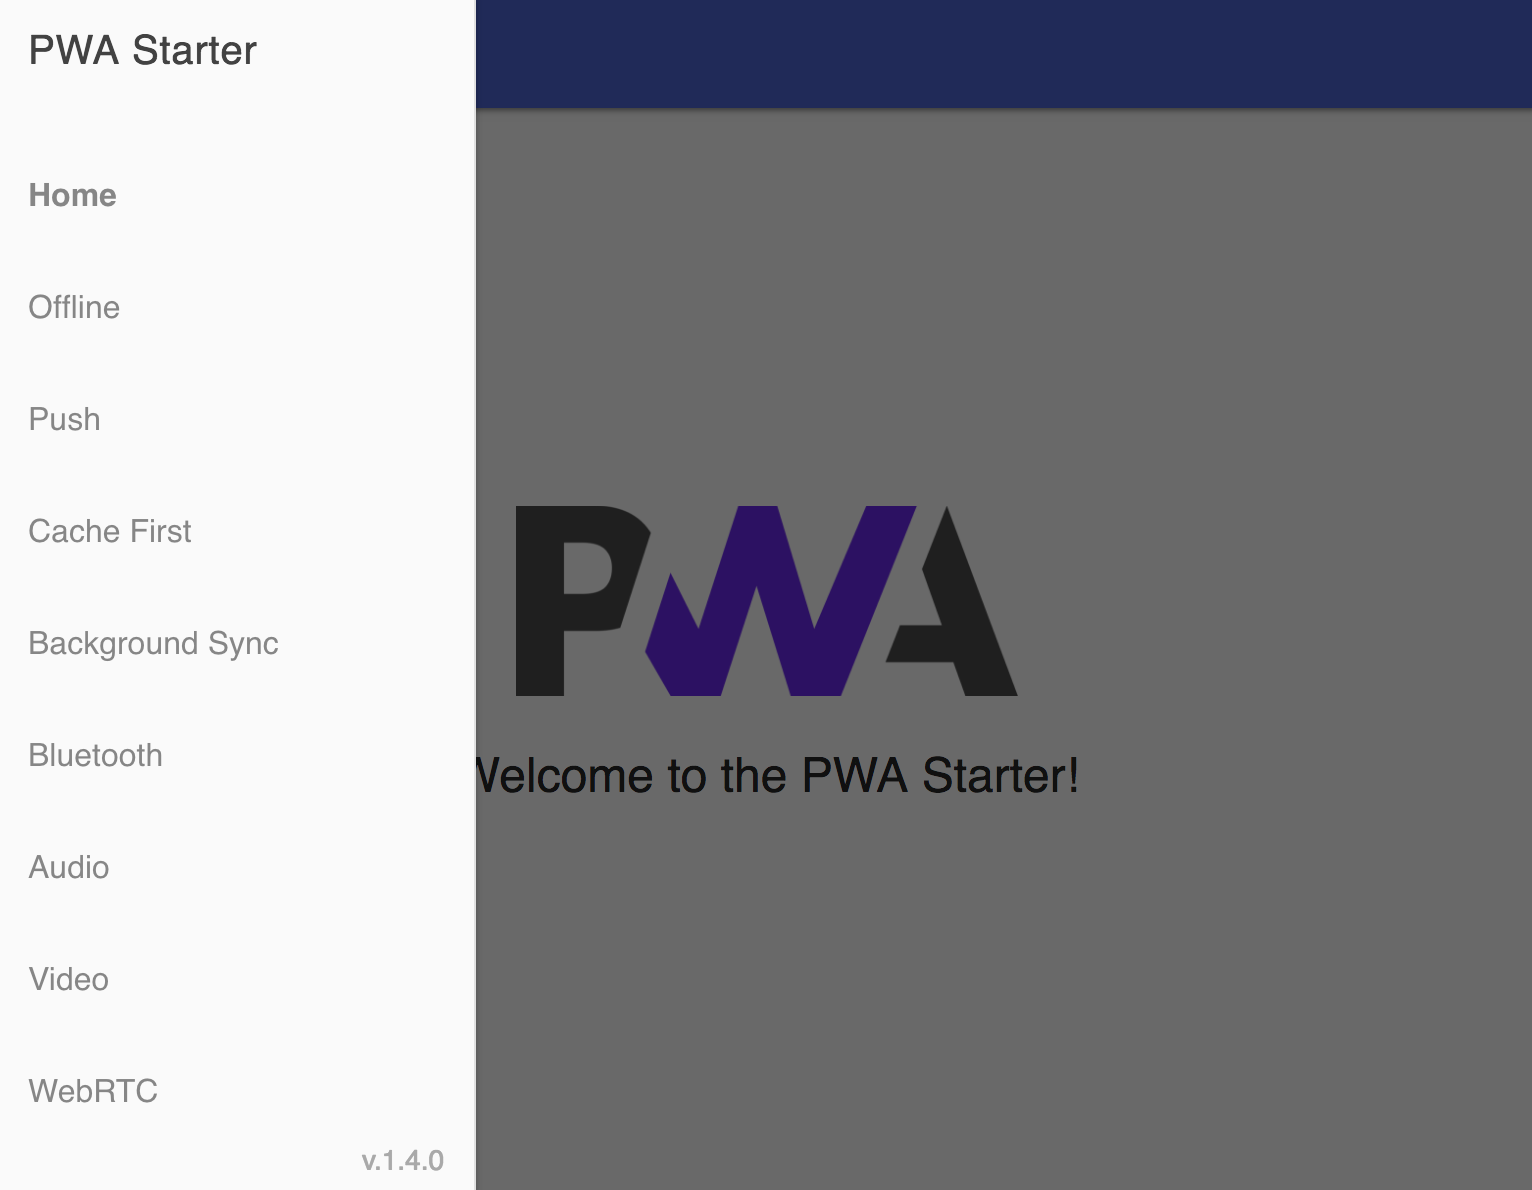 PWA Starter
Home
Offline
Push
Cache First
Background Sync
Bluetooth
Audio
Video
WebRTC
v.1.4.0
PWA
Welcome to the PWA Starter!